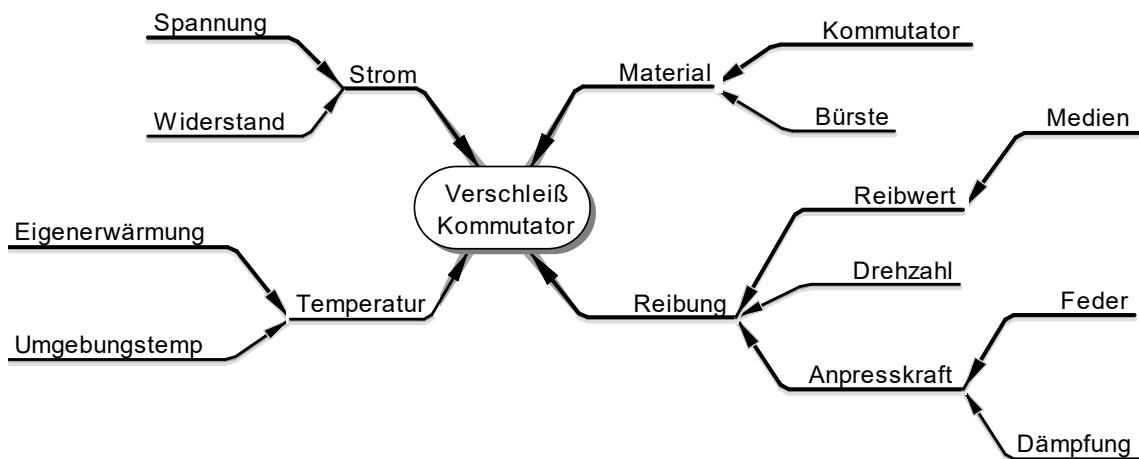 Spannung
Kommutator
Strom
Material
Widerstand
Bürste
Medien
Verschleiß
Kommutator
Reibwert
Eigenerwärmung
Drehzahl
Temperatur
Reibung
Feder
Umgebungstemp
Anpresskraft
Dämpfung